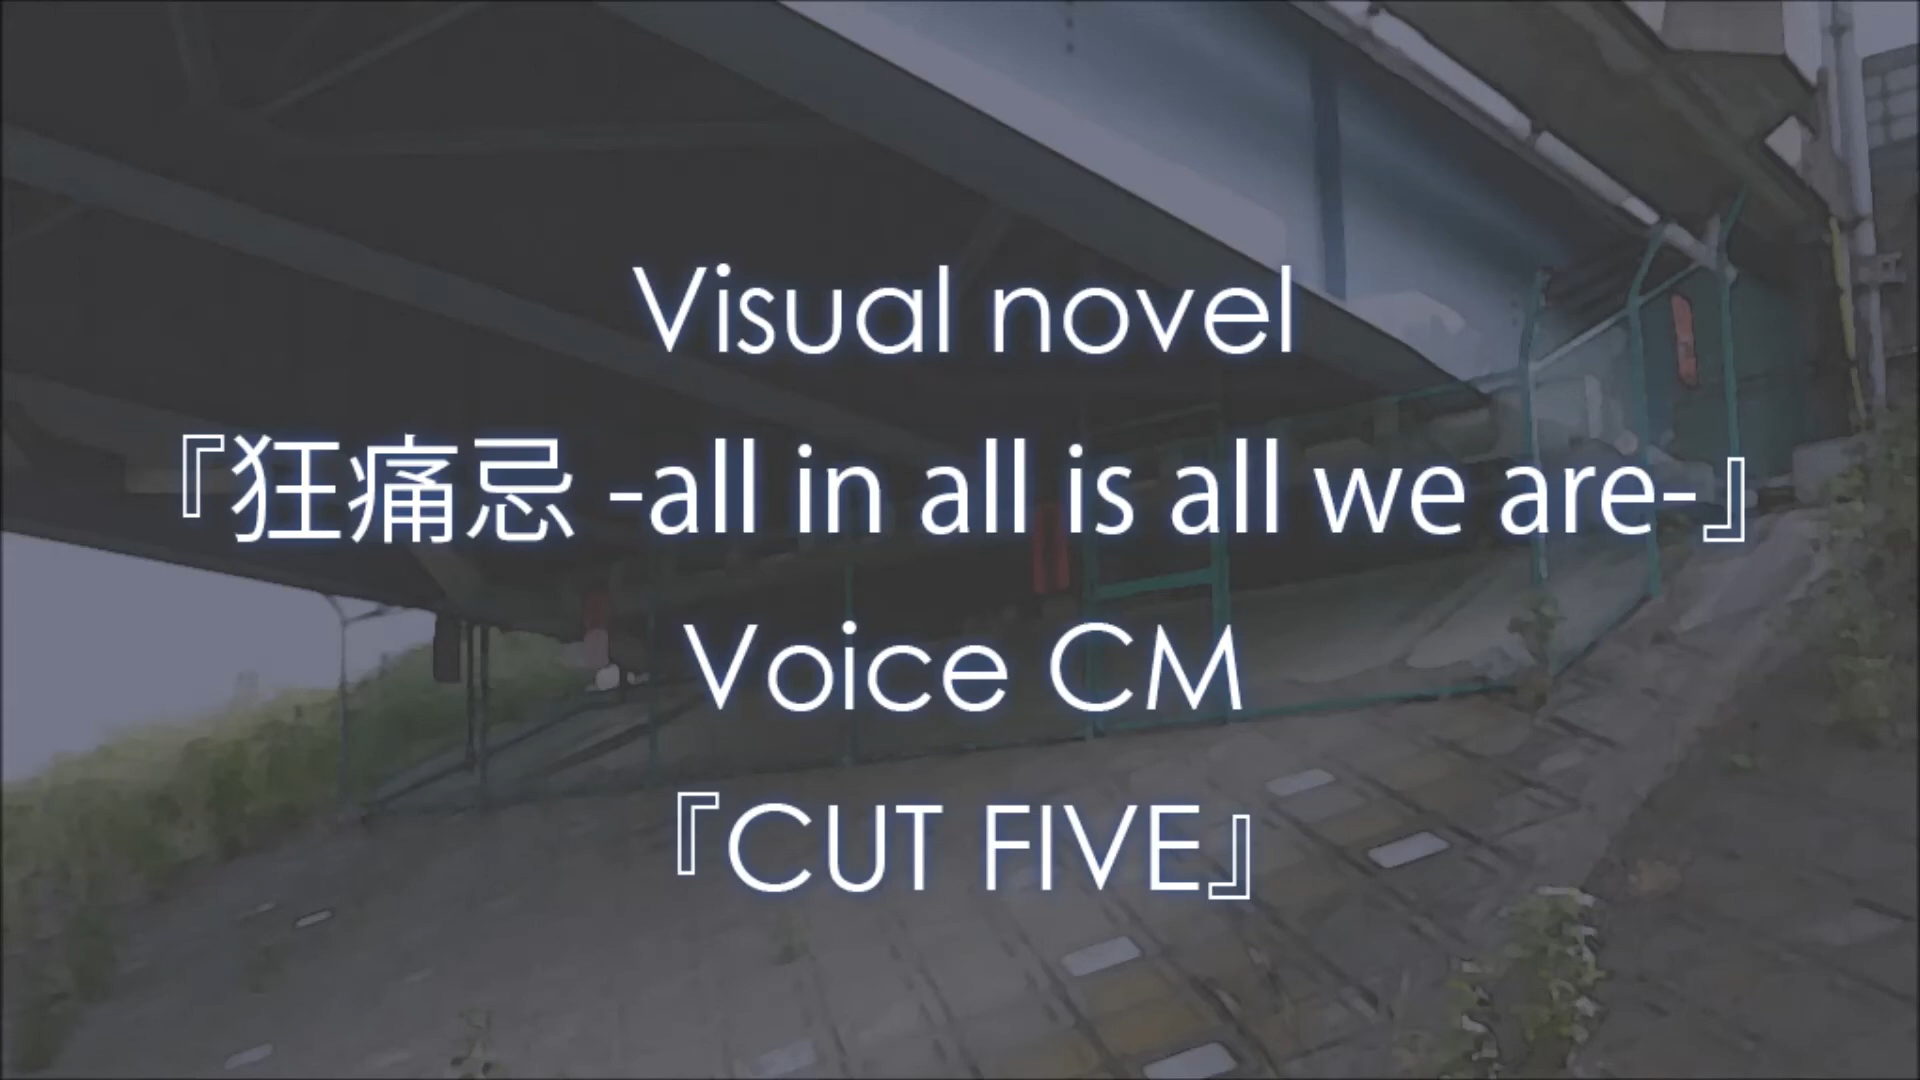 Visual novel
『狂痛忌 -all in all is all we are-』
Voice CM
『CUT FIVE』